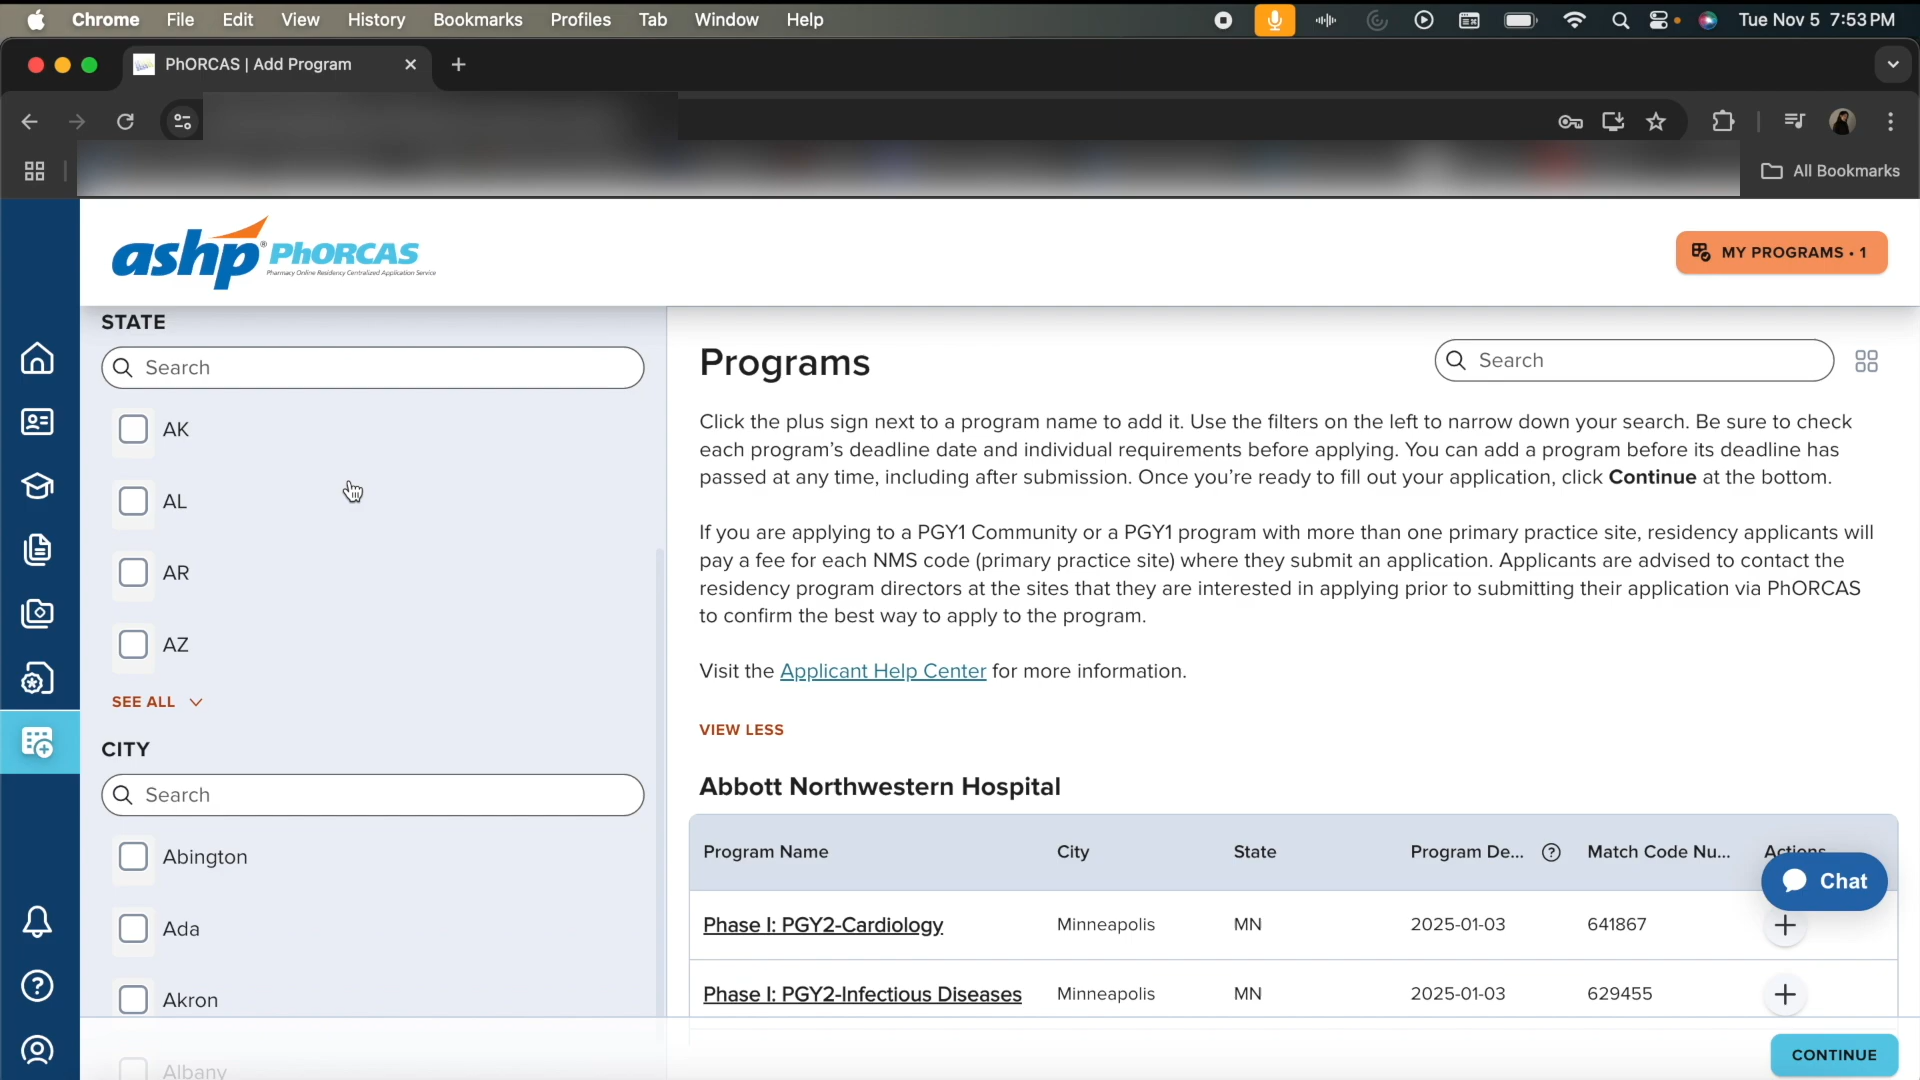 Chrome File Edit View History Bookmarks Profiles Tab Window Help Tue Nov 5 7:53 PM
PhORCAS | Add Program
All Bookmarks
ashp® PhORCAS
Pharmacy Online Residency Centralized Application Service
MY PROGRAMS • 1
STATE
Search
AK
AL
AR
AZ
SEE ALL
CITY
Search
Abington
Ada
Akron
Albany
Programs
Search
Click the plus sign next to a program name to add it. Use the filters on the left to narrow down your search. Be sure to check
each program's deadline date and individual requirements before applying. You can add a program before its deadline has
passed at any time, including after submission. Once you're ready to fill out your application, click Continue at the bottom.
If you are applying to a PGY1 Community or a PGY1 program with more than one primary practice site, residency applicants will
pay a fee for each NMS code (primary practice site) where they submit an application. Applicants are advised to contact the
residency program directors at the sites that they are interested in applying prior to submitting their application via PhORCAS
to confirm the best way to apply to the program.
Visit the Applicant Help Center for more information.
VIEW LESS
Abbott Northwestern Hospital
Program Name City State Program De... ? Match Code Nu... Actions
Chat
Phase I: PGY2-Cardiology Minneapolis MN 2025-01-03 641867 +
Phase I: PGY2-Infectious Diseases Minneapolis MN 2025-01-03 629455 +
CONTINUE